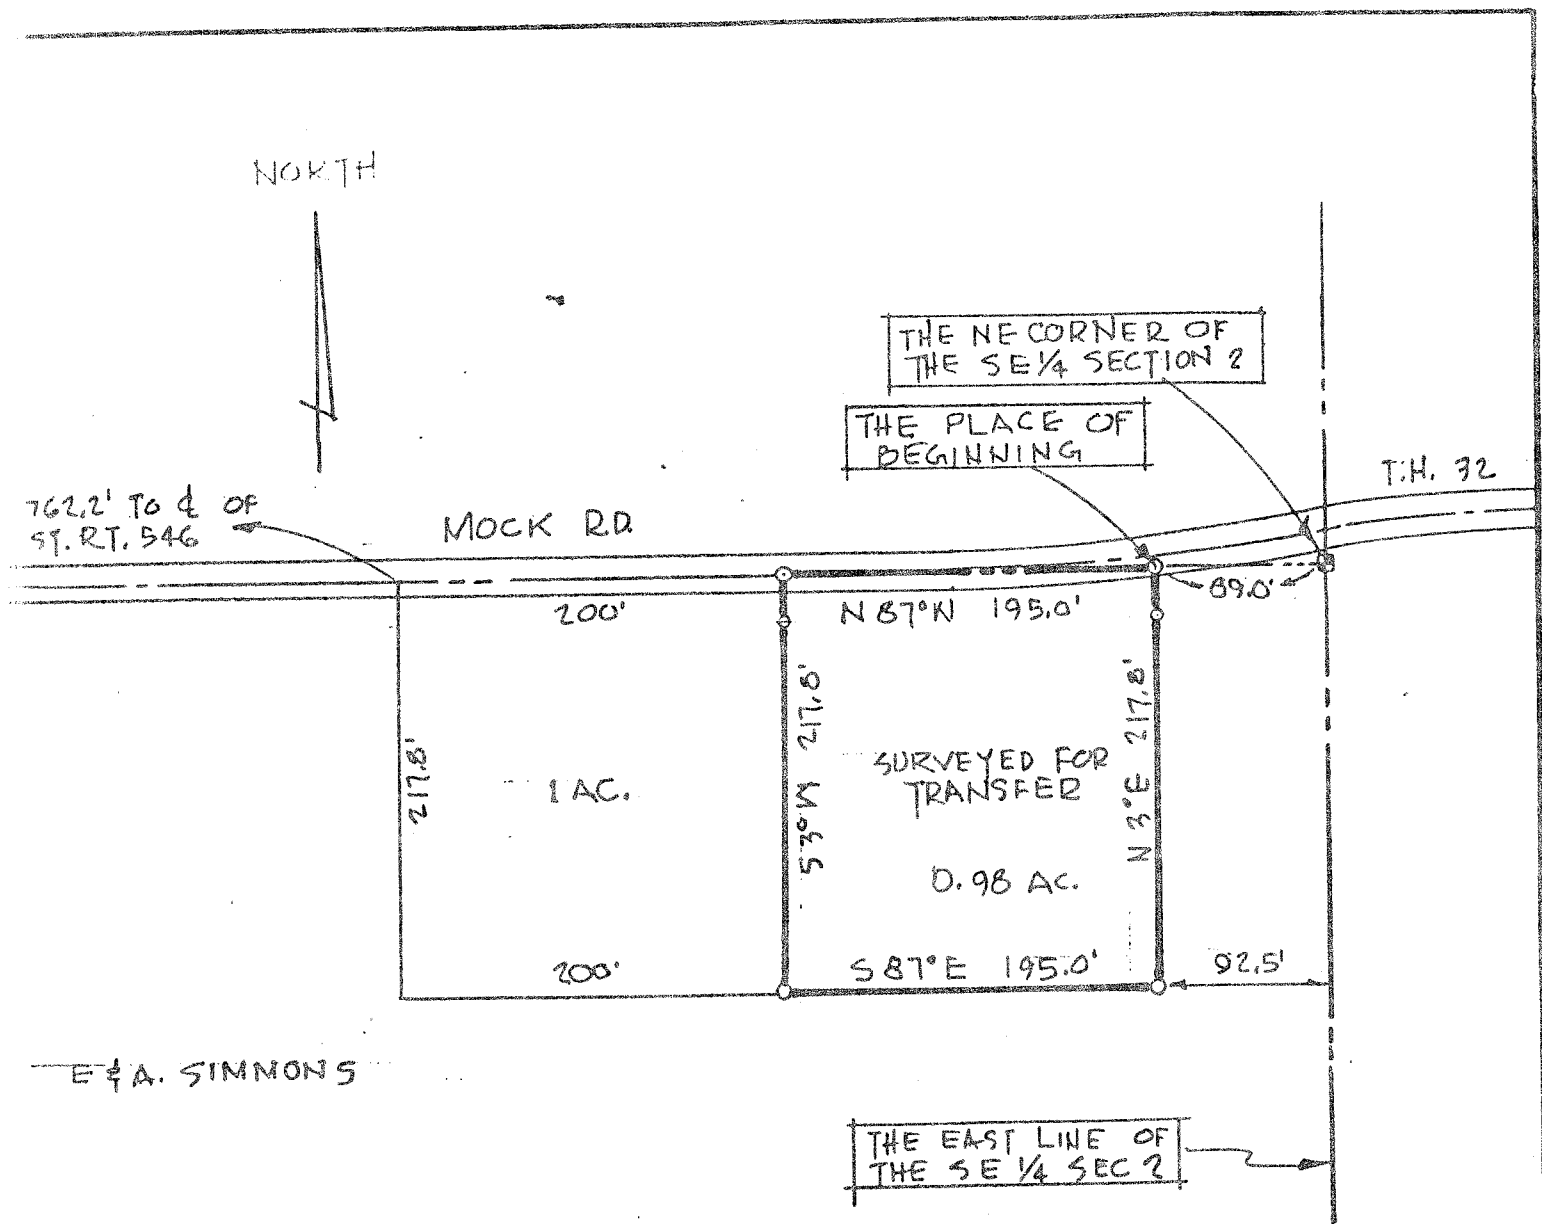 NORTH
THE NE CORNER OF
THE SE 1/4 SECTION 2
THE PLACE OF
BEGINNING
T.H. 32
762.2' TO ℄ OF
ST. RT. 546
MOCK RD.
89.0'
200'
N 87° W 195.0'
217.8'
S 3° W 217.8'
N 3° E 217.8'
1 AC.
SURVEYED FOR
TRANSFER
0.98 AC.
200'
S 87° E 195.0'
92.5'
E & A. SIMMONS
THE EAST LINE OF
THE SE 1/4 SEC 2